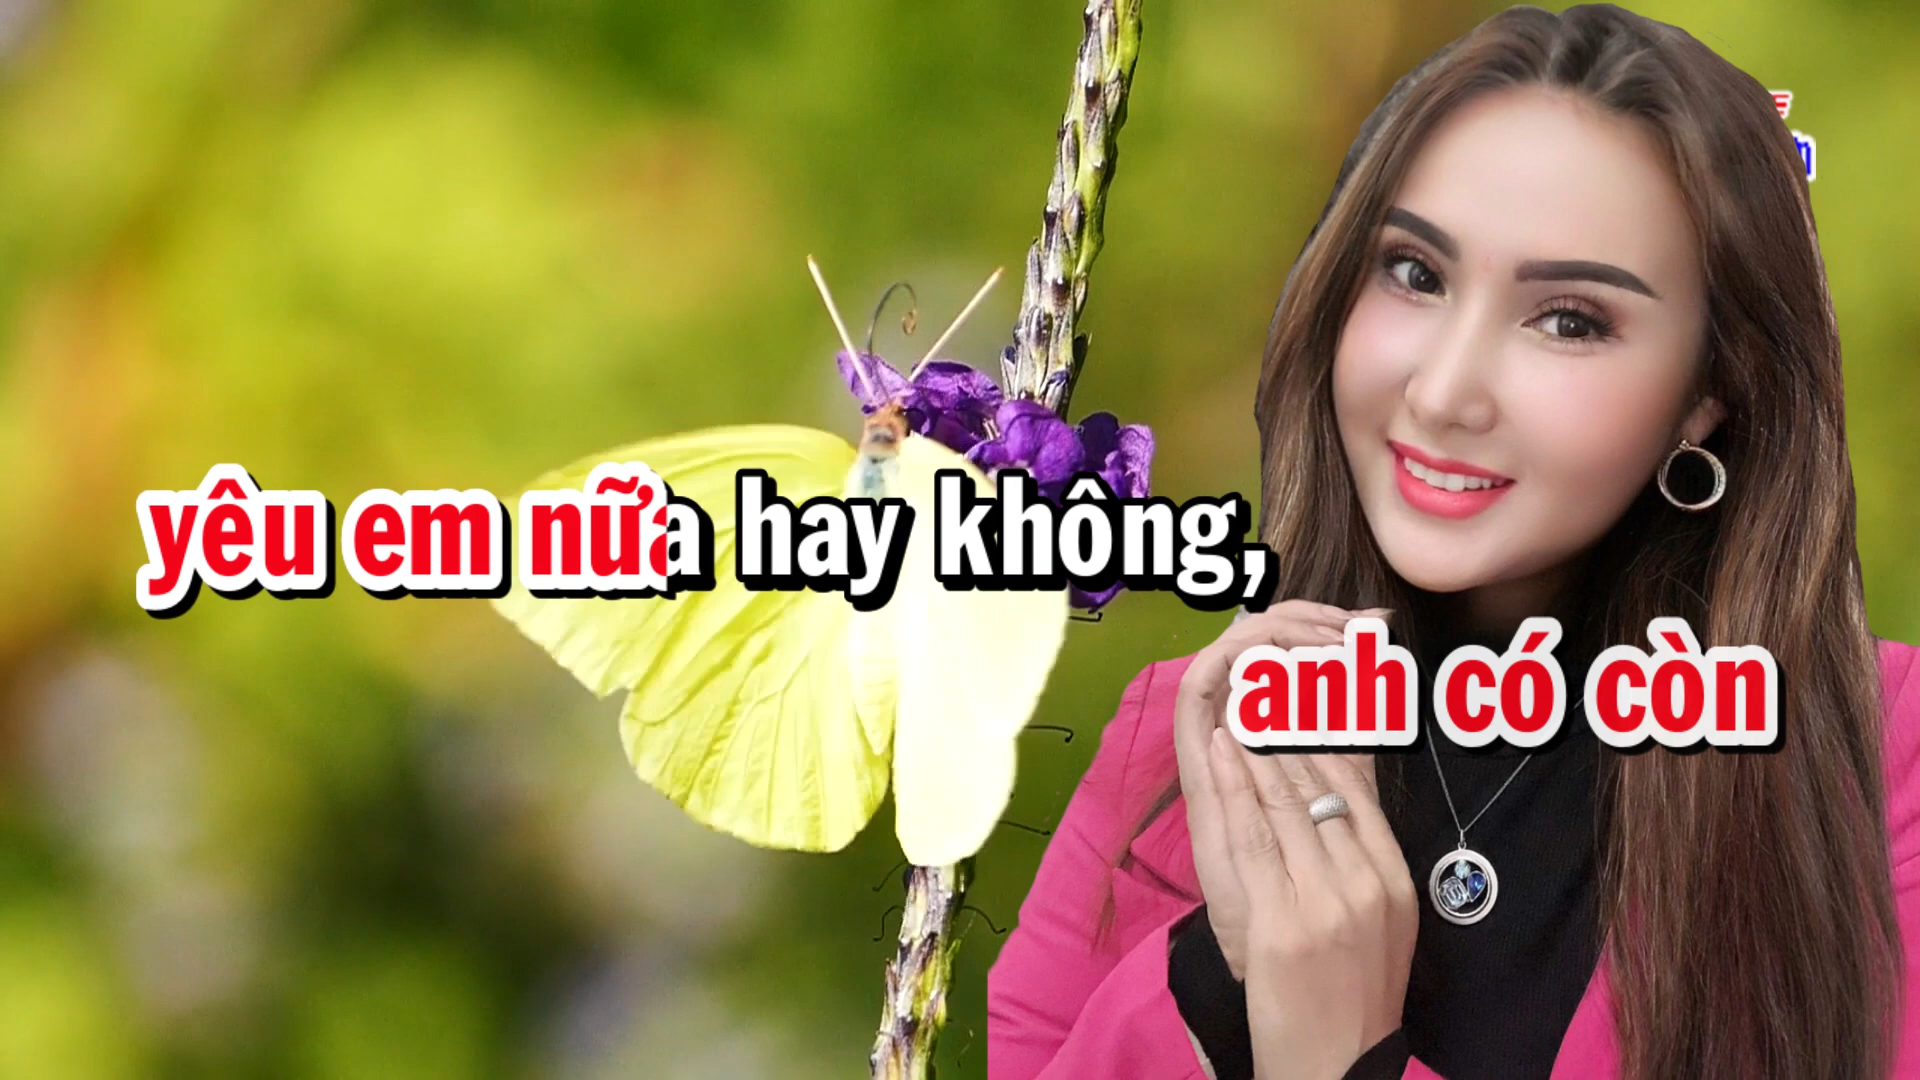 yêu em nữa hay không,
anh có còn